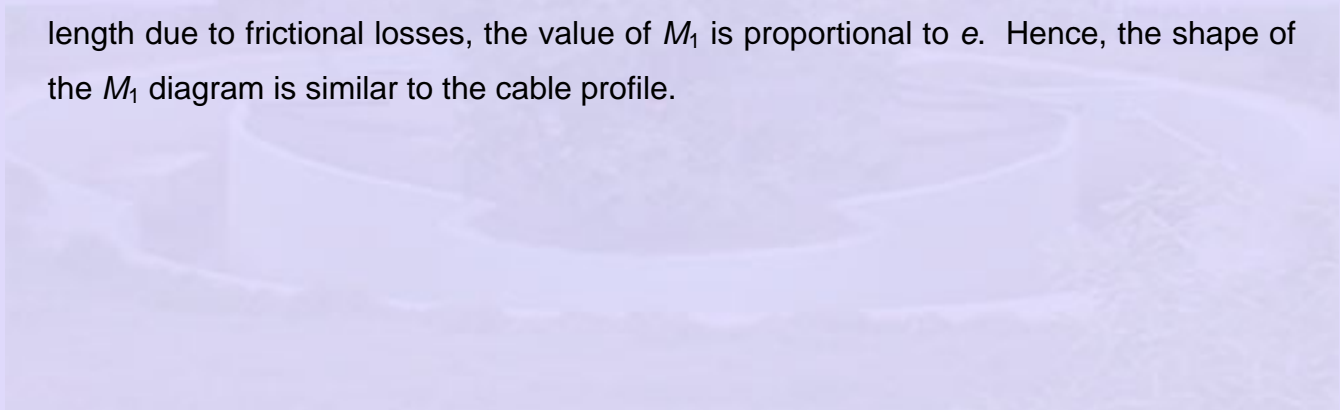 length due to frictional losses, the value of M₁ is proportional to e. Hence, the shape of
the M₁ diagram is similar to the cable profile.